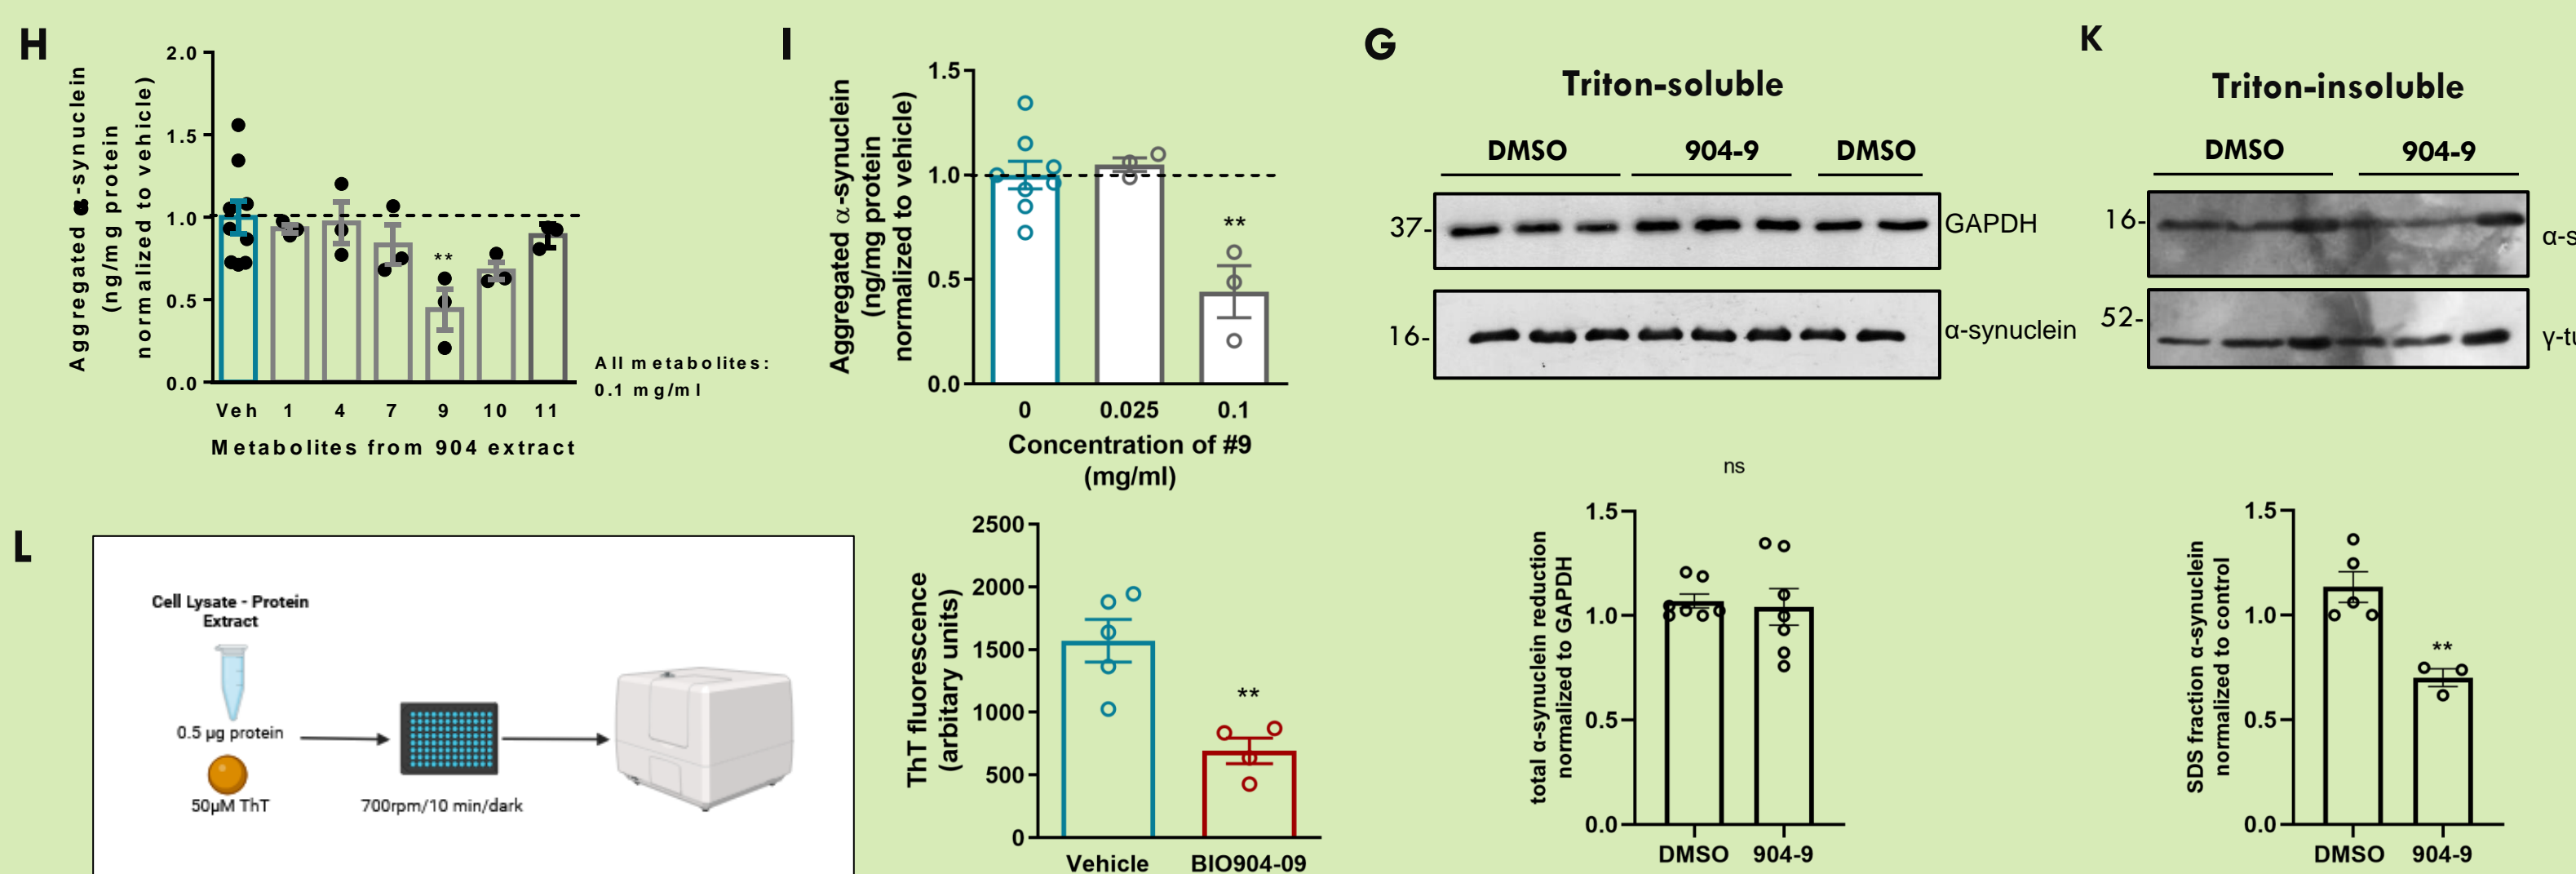 H
Aggregated α-synuclein
(ng/mg protein
normalized to vehicle)
2.0
1.5
1.0
0.5
0.0
**
Veh 1 4 7 9 10 11
Metabolites from 904 extract
All metabolites:
0.1 mg/ml
I
Aggregated α-synuclein
(ng/mg protein
normalized to vehicle)
1.5
1.0
0.5
0.0
**
0 0.025 0.1
Concentration of #9
(mg/ml)
G
Triton-soluble
DMSO 904-9 DMSO
37- GAPDH
16- α-synuclein
ns
total α-synuclein reduction
normalized to GAPDH
1.5
1.0
0.5
0.0
DMSO 904-9
K
Triton-insoluble
DMSO 904-9
16- α-s
52-
γ-tu
SDS fraction α-synuclein
normalized to control
1.5
1.0
0.5
0.0
**
DMSO 904-9
L
Cell Lysate - Protein
Extract
0.5 µg protein
50µM ThT
700rpm/10 min/dark
ThT fluorescence
(arbitary units)
2500
2000
1500
1000
500
0
**
Vehicle BIO904-09